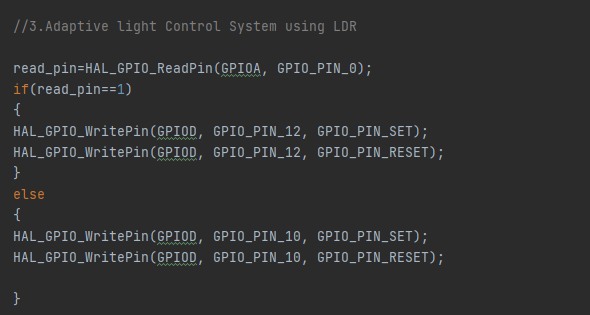 //3.Adaptive light Control System using LDR
read_pin=HAL_GPIO_ReadPin(GPIOA, GPIO_PIN_0);
if(read_pin==1)
{
HAL_GPIO_WritePin(GPIOD, GPIO_PIN_12, GPIO_PIN_SET);
HAL_GPIO_WritePin(GPIOD, GPIO_PIN_12, GPIO_PIN_RESET);
}
else
{
HAL_GPIO_WritePin(GPIOD, GPIO_PIN_10, GPIO_PIN_SET);
HAL_GPIO_WritePin(GPIOD, GPIO_PIN_10, GPIO_PIN_RESET);
}